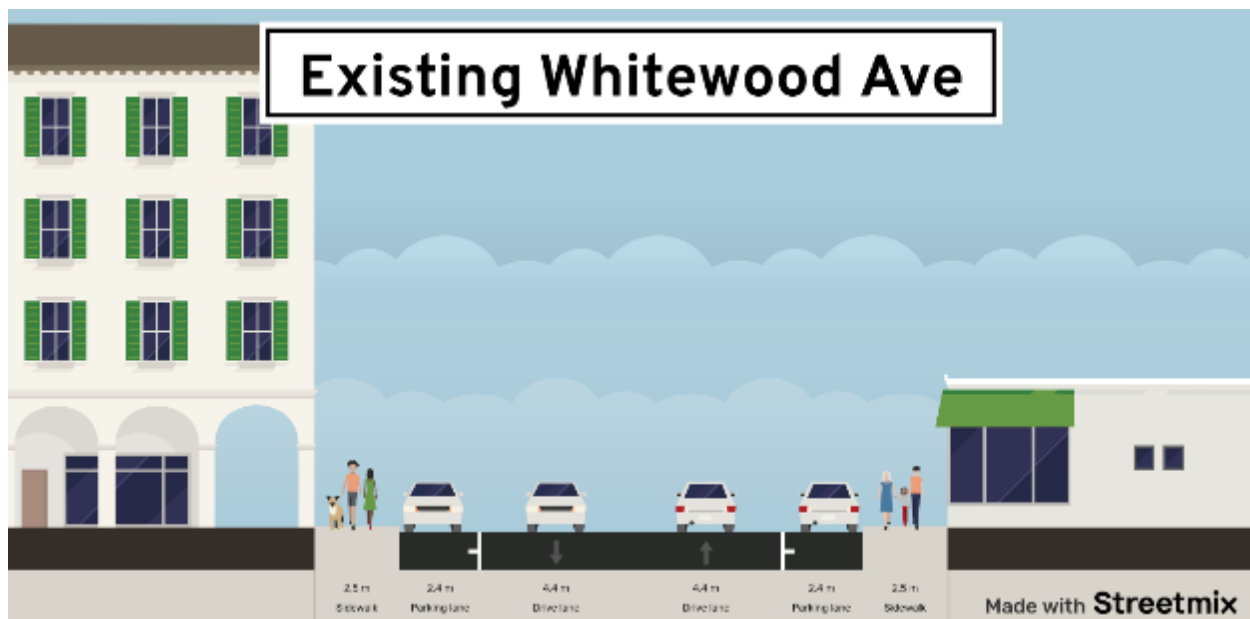 Existing Whitewood Ave
2.5 m 2.4 m 4.4 m 4.4 m 2.4 m 2.5 m
Sidewalk Parking lane Drive lane Drive lane Parking lane Sidewalk
Made with Streetmix